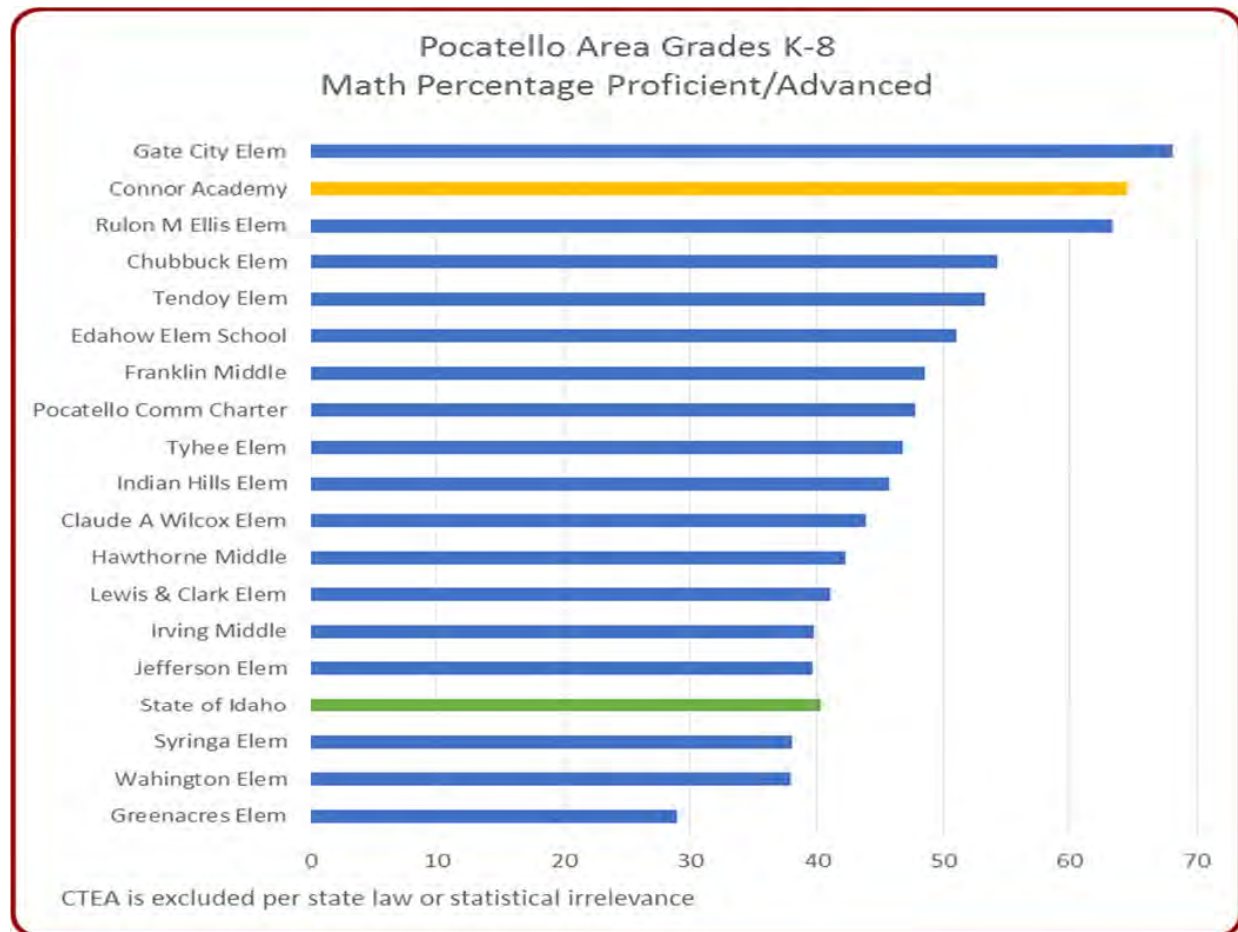 Pocatello Area Grades K-8
Math Percentage Proficient/Advanced
Gate City Elem
Connor Academy
Rulon M Ellis Elem
Chubbuck Elem
Tendoy Elem
Edahow Elem School
Franklin Middle
Pocatello Comm Charter
Tyhee Elem
Indian Hills Elem
Claude A Wilcox Elem
Hawthorne Middle
Lewis & Clark Elem
Irving Middle
Jefferson Elem
State of Idaho
Syringa Elem
Wahington Elem
Greenacres Elem
0 10 20 30 40 50 60 70
CTEA is excluded per state law or statistical irrelevance